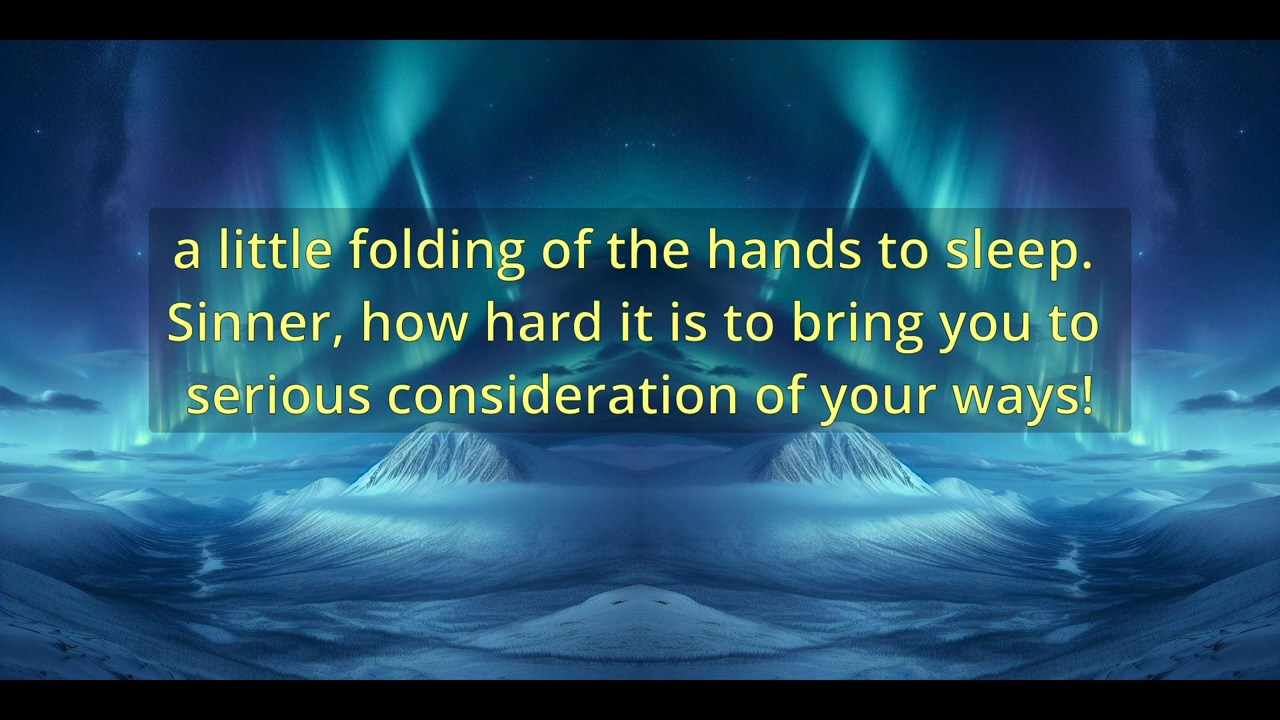 a little folding of the hands to sleep.
Sinner, how hard it is to bring you to
serious consideration of your ways!